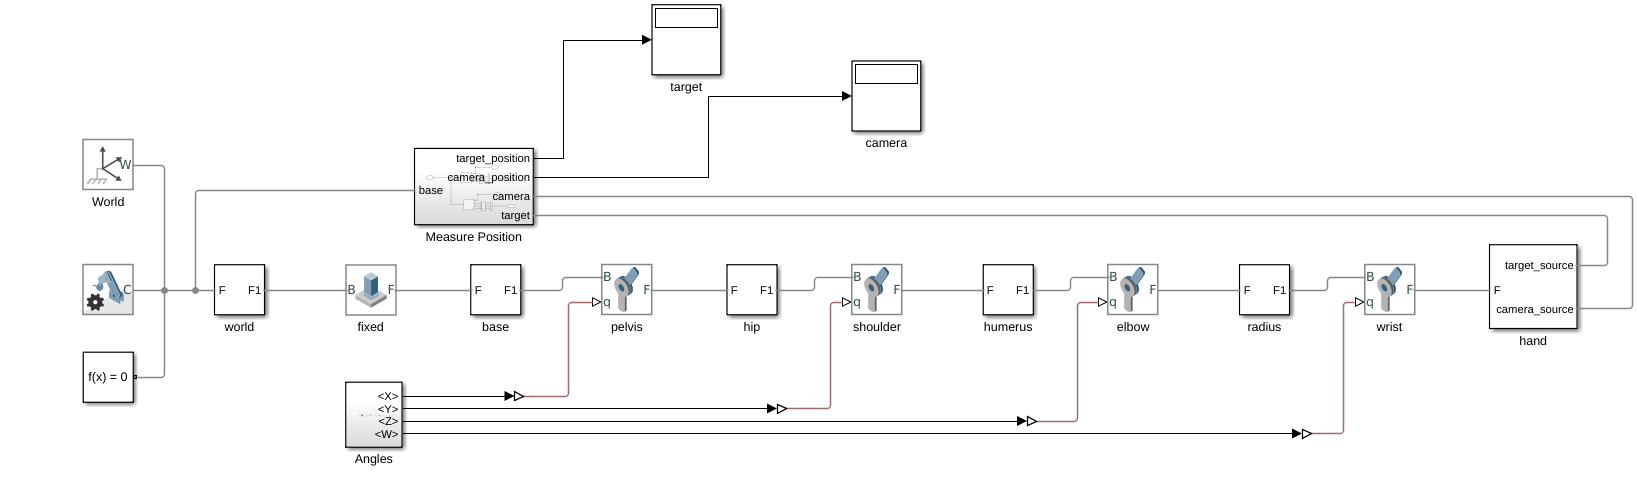 target
camera
W
World
target_position
camera_position
base
camera
target
Measure Position
C
F F1
world
B F
fixed
F F1
base
B
q
F
pelvis
F F1
hip
B
q
F
shoulder
F F1
humerus
B
q
F
elbow
F F1
radius
B
q
F
wrist
target_source
F
camera_source
hand
f(x) = 0
<X>
<Y>
<Z>
<W>
Angles